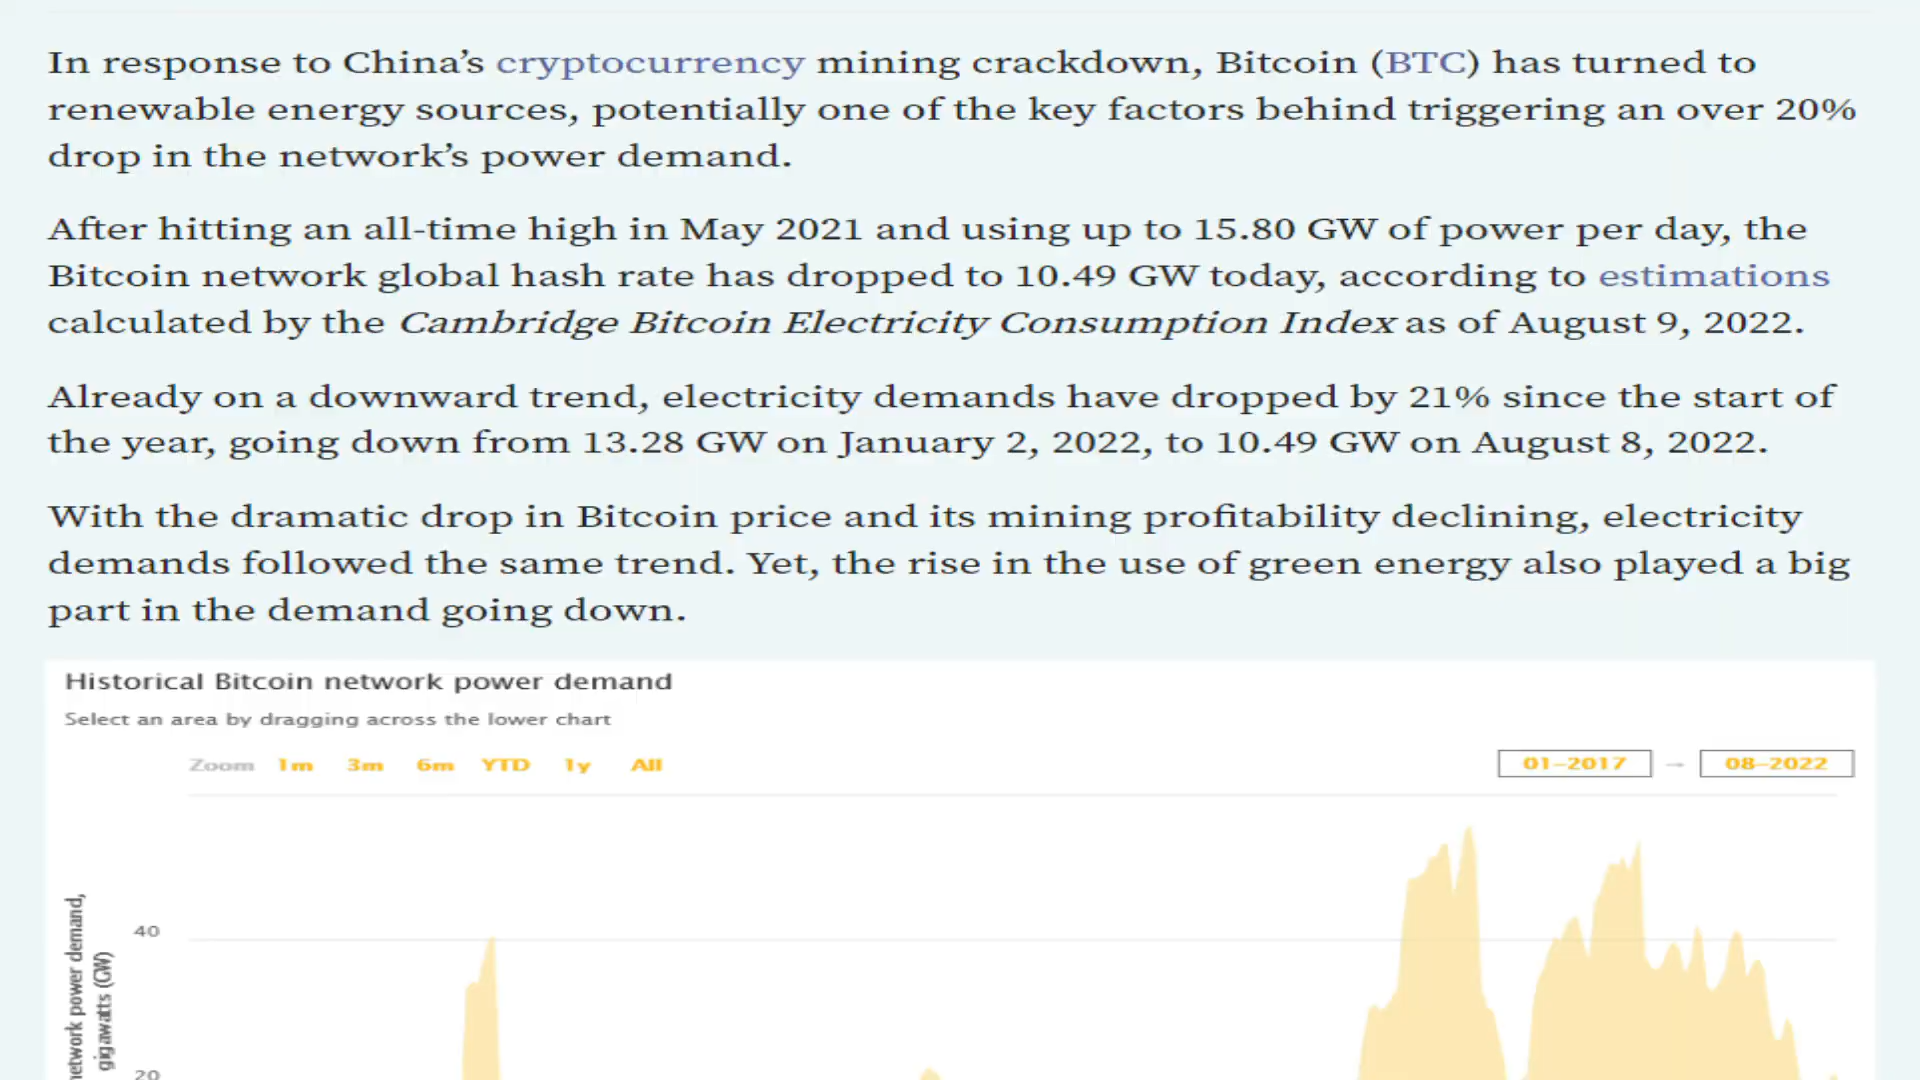 In response to China’s cryptocurrency mining crackdown, Bitcoin (BTC) has turned to
renewable energy sources, potentially one of the key factors behind triggering an over 20%
drop in the network’s power demand.
After hitting an all-time high in May 2021 and using up to 15.80 GW of power per day, the
Bitcoin network global hash rate has dropped to 10.49 GW today, according to estimations
calculated by the Cambridge Bitcoin Electricity Consumption Index as of August 9, 2022.
Already on a downward trend, electricity demands have dropped by 21% since the start of
the year, going down from 13.28 GW on January 2, 2022, to 10.49 GW on August 8, 2022.
With the dramatic drop in Bitcoin price and its mining profitability declining, electricity
demands followed the same trend. Yet, the rise in the use of green energy also played a big
part in the demand going down.
Historical Bitcoin network power demand
Select an area by dragging across the lower chart
Zoom 1m 3m 6m YTD 1y All 01-2017 → 08-2022
network power demand,
gigawatts (GW)
40
20